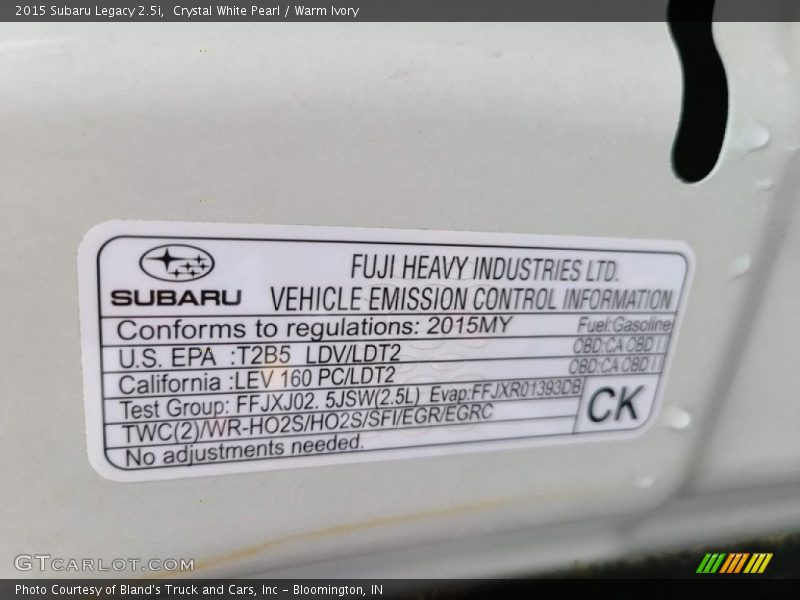 2015 Subaru Legacy 2.5i, Crystal White Pearl / Warm Ivory
SUBARU
FUJI HEAVY INDUSTRIES LTD.
VEHICLE EMISSION CONTROL INFORMATION
Conforms to regulations: 2015MY Fuel:Gasoline
U.S. EPA :T2B5 LDV/LDT2 OBD:CA OBD II
California :LEV 160 PC/LDT2 OBD:CA OBD II
Test Group: FFJXJ02. 5JSW(2.5L) Evap:FFJXR01393DB
TWC(2)/WR-HO2S/HO2S/SFI/EGR/EGRC
No adjustments needed.
CK
GTCARLOT.COM
Photo Courtesy of Bland's Truck and Cars, Inc - Bloomington, IN